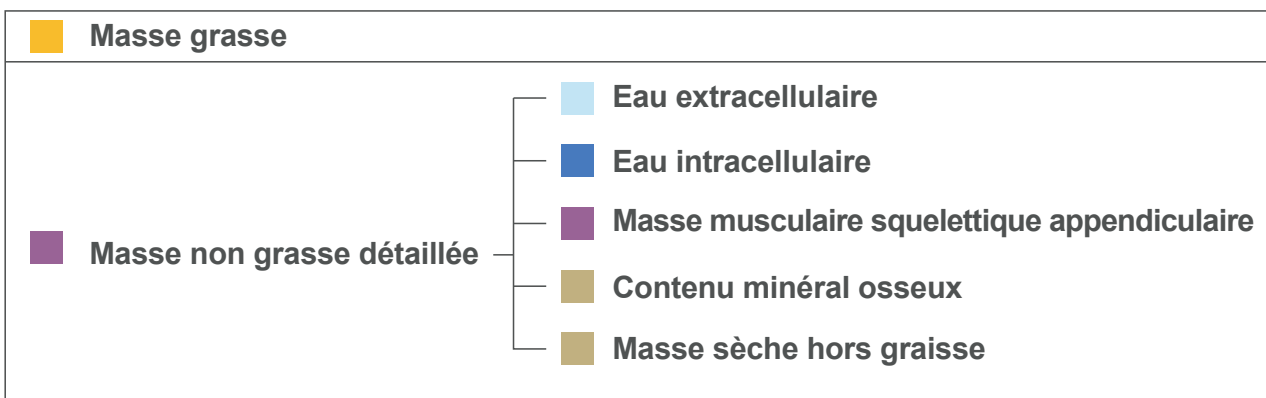 Masse grasse
Eau extracellulaire
Eau intracellulaire
Masse musculaire squelettique appendiculaire
Masse non grasse détaillée
Contenu minéral osseux
Masse sèche hors graisse